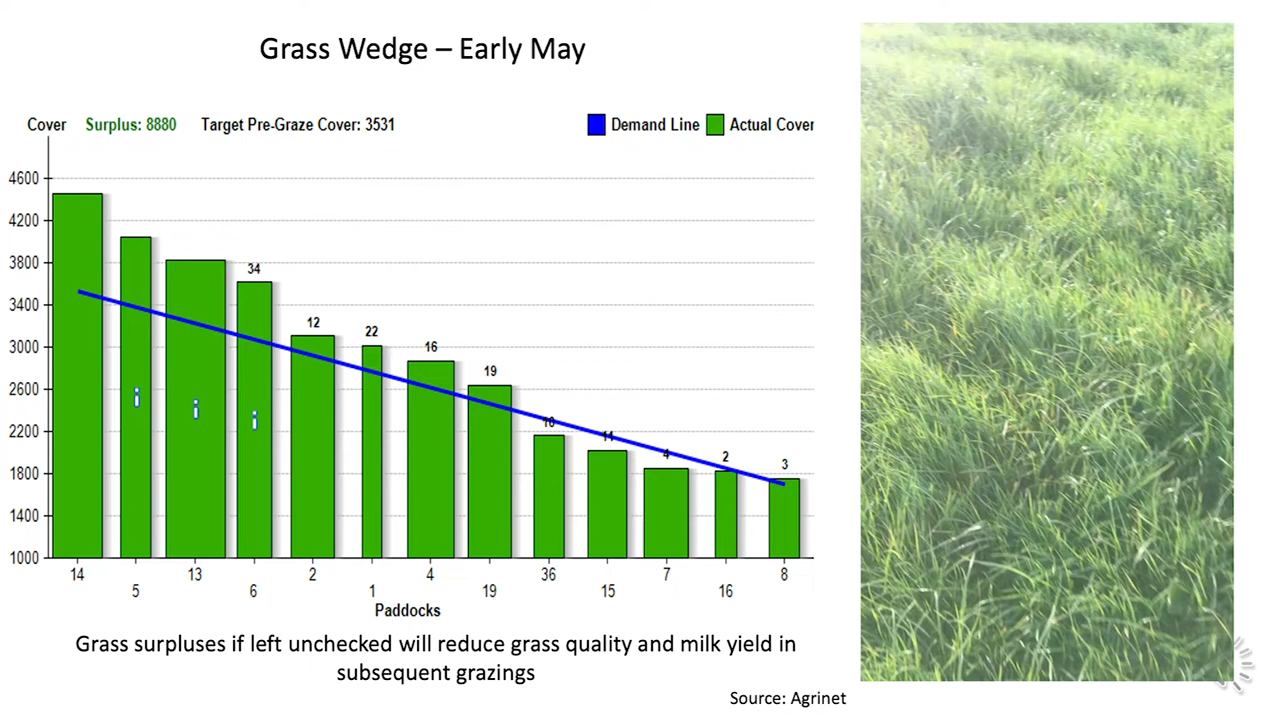 Grass Wedge – Early May
Cover Surplus: 8880 Target Pre-Graze Cover: 3531 Demand Line Actual Cover
4600
4200
3800
3400
3000
2600
2200
1800
1400
1000
34
12
22
16
19
10
11
4
2
3
i
i
i
14 5 13 6 2 1 4 19 36 15 7 16 8
Paddocks
Grass surpluses if left unchecked will reduce grass quality and milk yield in
subsequent grazings
Source: Agrinet